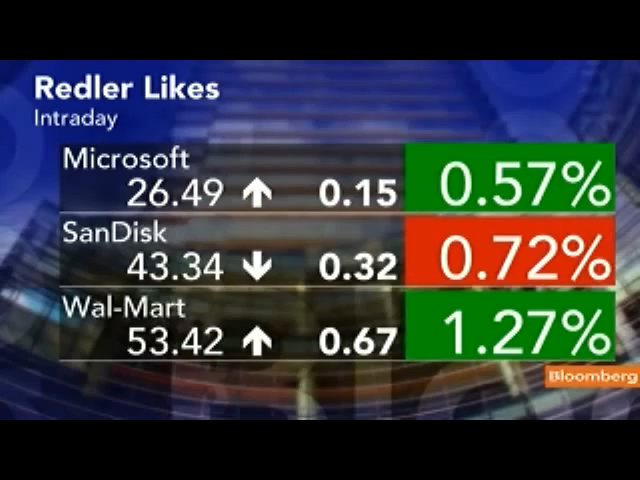 Redler Likes
Intraday
Microsoft
26.49 ↑ 0.15 0.57%
SanDisk
43.34 ↓ 0.32 0.72%
Wal-Mart
53.42 ↑ 0.67 1.27%
Bloomberg